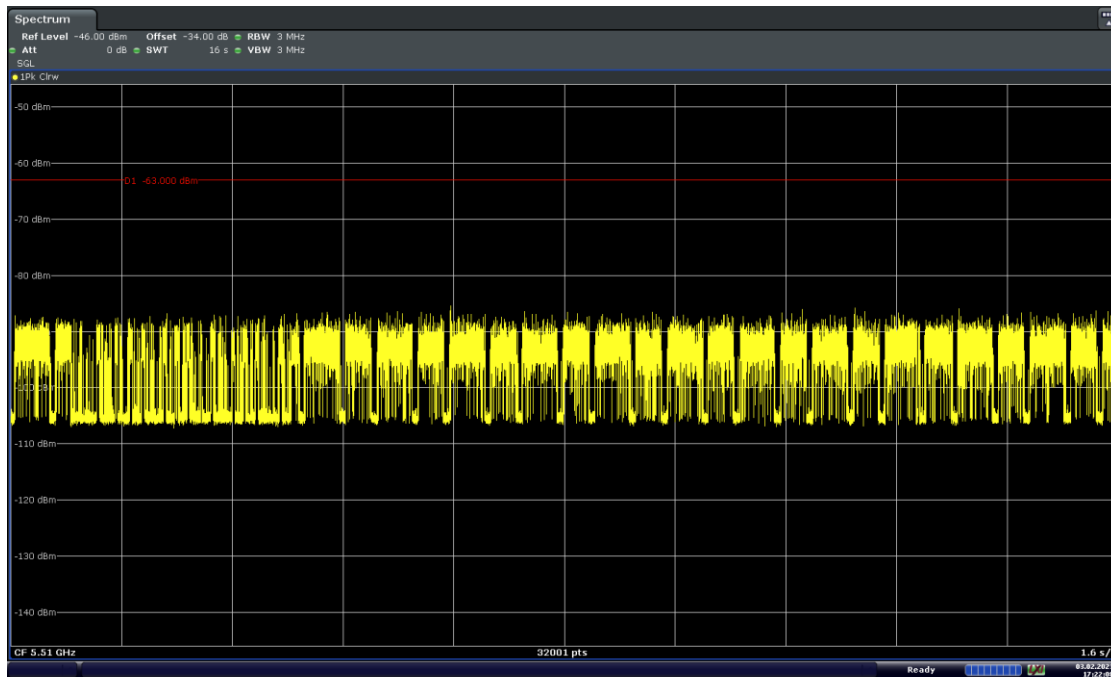 Spectrum
Ref Level -46.00 dBm Offset -34.00 dB RBW 3 MHz
Att 0 dB SWT 16 s VBW 3 MHz
SGL
1Pk Clrw
-50 dBm
-60 dBm
D1 -63.000 dBm
-70 dBm
-80 dBm
-100 dBm
-110 dBm
-120 dBm
-130 dBm
-140 dBm
CF 5.51 GHz 32001 pts 1.6 s/
Ready